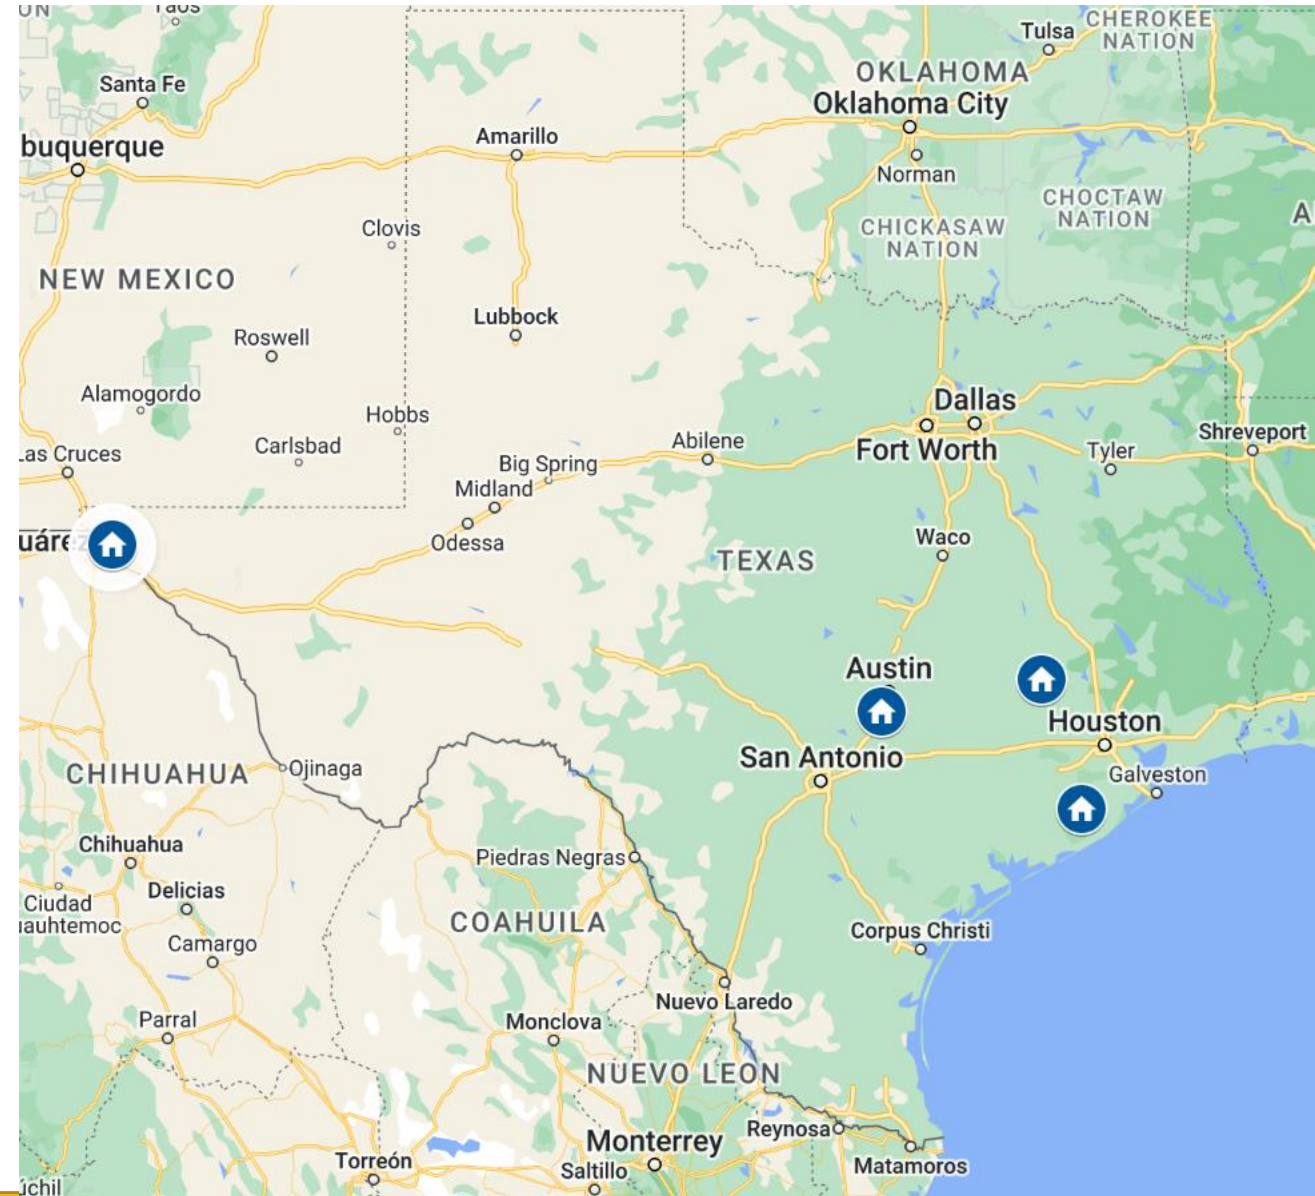 Taos
Santa Fe
buquerque
Amarillo
Tulsa
CHEROKEE
NATION
OKLAHOMA
Oklahoma City
Norman
CHOCTAW
NATION
CHICKASAW
NATION
Clovis
NEW MEXICO
Lubbock
Roswell
Alamogordo
Hobbs
Carlsbad
Las Cruces
Dallas
Fort Worth
Abilene
Big Spring
Midland
Odessa
Tyler
Shreveport
Waco
TEXAS
Austin
Houston
San Antonio
Galveston
CHIHUAHUA
Ojinaga
Chihuahua
Piedras Negras
Delicias
Ciudad
uauhtemoc
Camargo
COAHUILA
Corpus Christi
Nuevo Laredo
Parral
Monclova
NUEVO LEON
Monterrey
Reynosa
Matamoros
Torreón
Saltillo
úchil